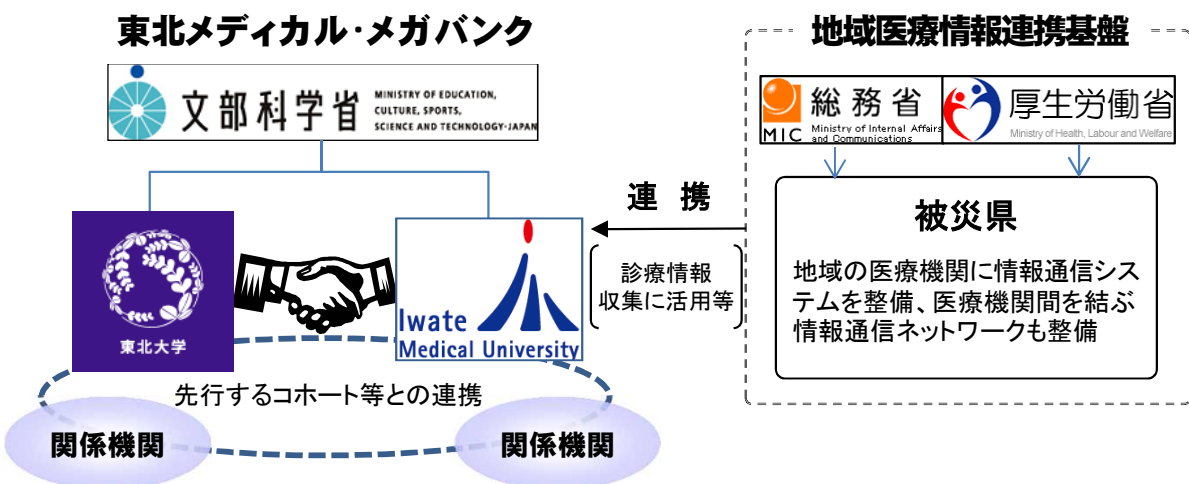 東北メディカル・メガバンク
文部科学省
MINISTRY OF EDUCATION,
CULTURE, SPORTS,
SCIENCE AND TECHNOLOGY-JAPAN
東北大学
Iwate
Medical University
先行するコホート等との連携
関係機関
関係機関
連 携
診療情報
収集に活用等
地域医療情報連携基盤
MIC
総務省
Ministry of Internal Affairs
and Communications
厚生労働省
Ministry of Health, Labour and Welfare
被災県
地域の医療機関に情報通信シス
テムを整備、医療機関間を結ぶ
情報通信ネットワークも整備